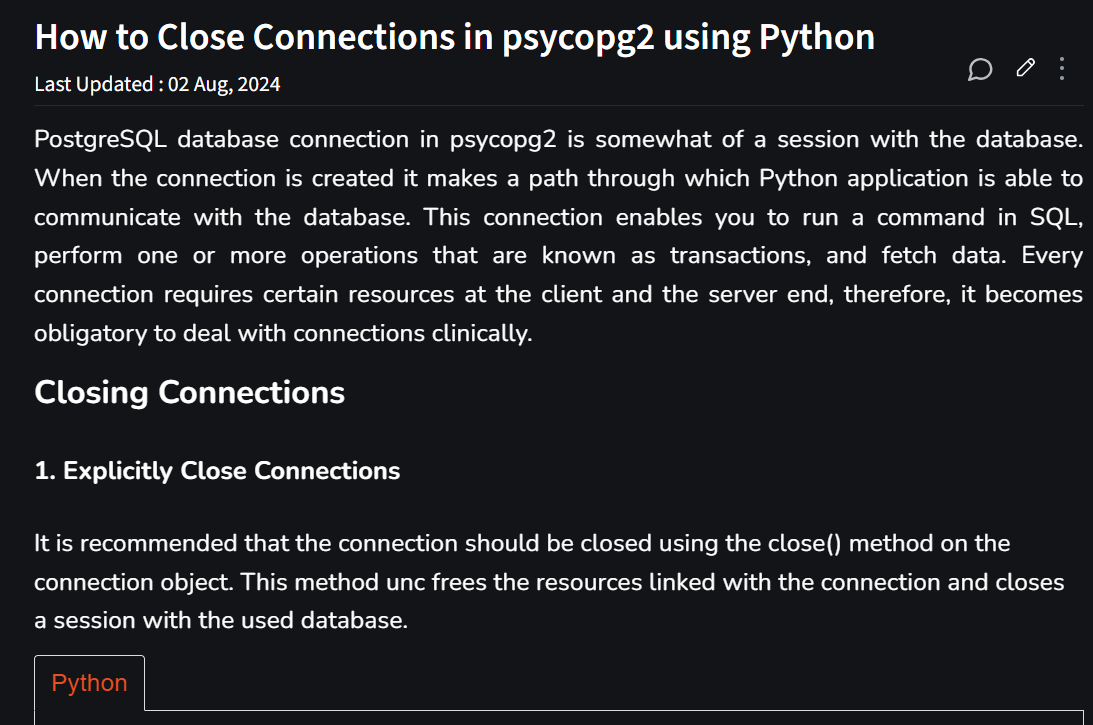 How to Close Connections in psycopg2 using Python
Last Updated : 02 Aug, 2024
PostgreSQL database connection in psycopg2 is somewhat of a session with the database.
When the connection is created it makes a path through which Python application is able to
communicate with the database. This connection enables you to run a command in SQL,
perform one or more operations that are known as transactions, and fetch data. Every
connection requires certain resources at the client and the server end, therefore, it becomes
obligatory to deal with connections clinically.
Closing Connections
1. Explicitly Close Connections
It is recommended that the connection should be closed using the close() method on the
connection object. This method unc frees the resources linked with the connection and closes
a session with the used database.
Python